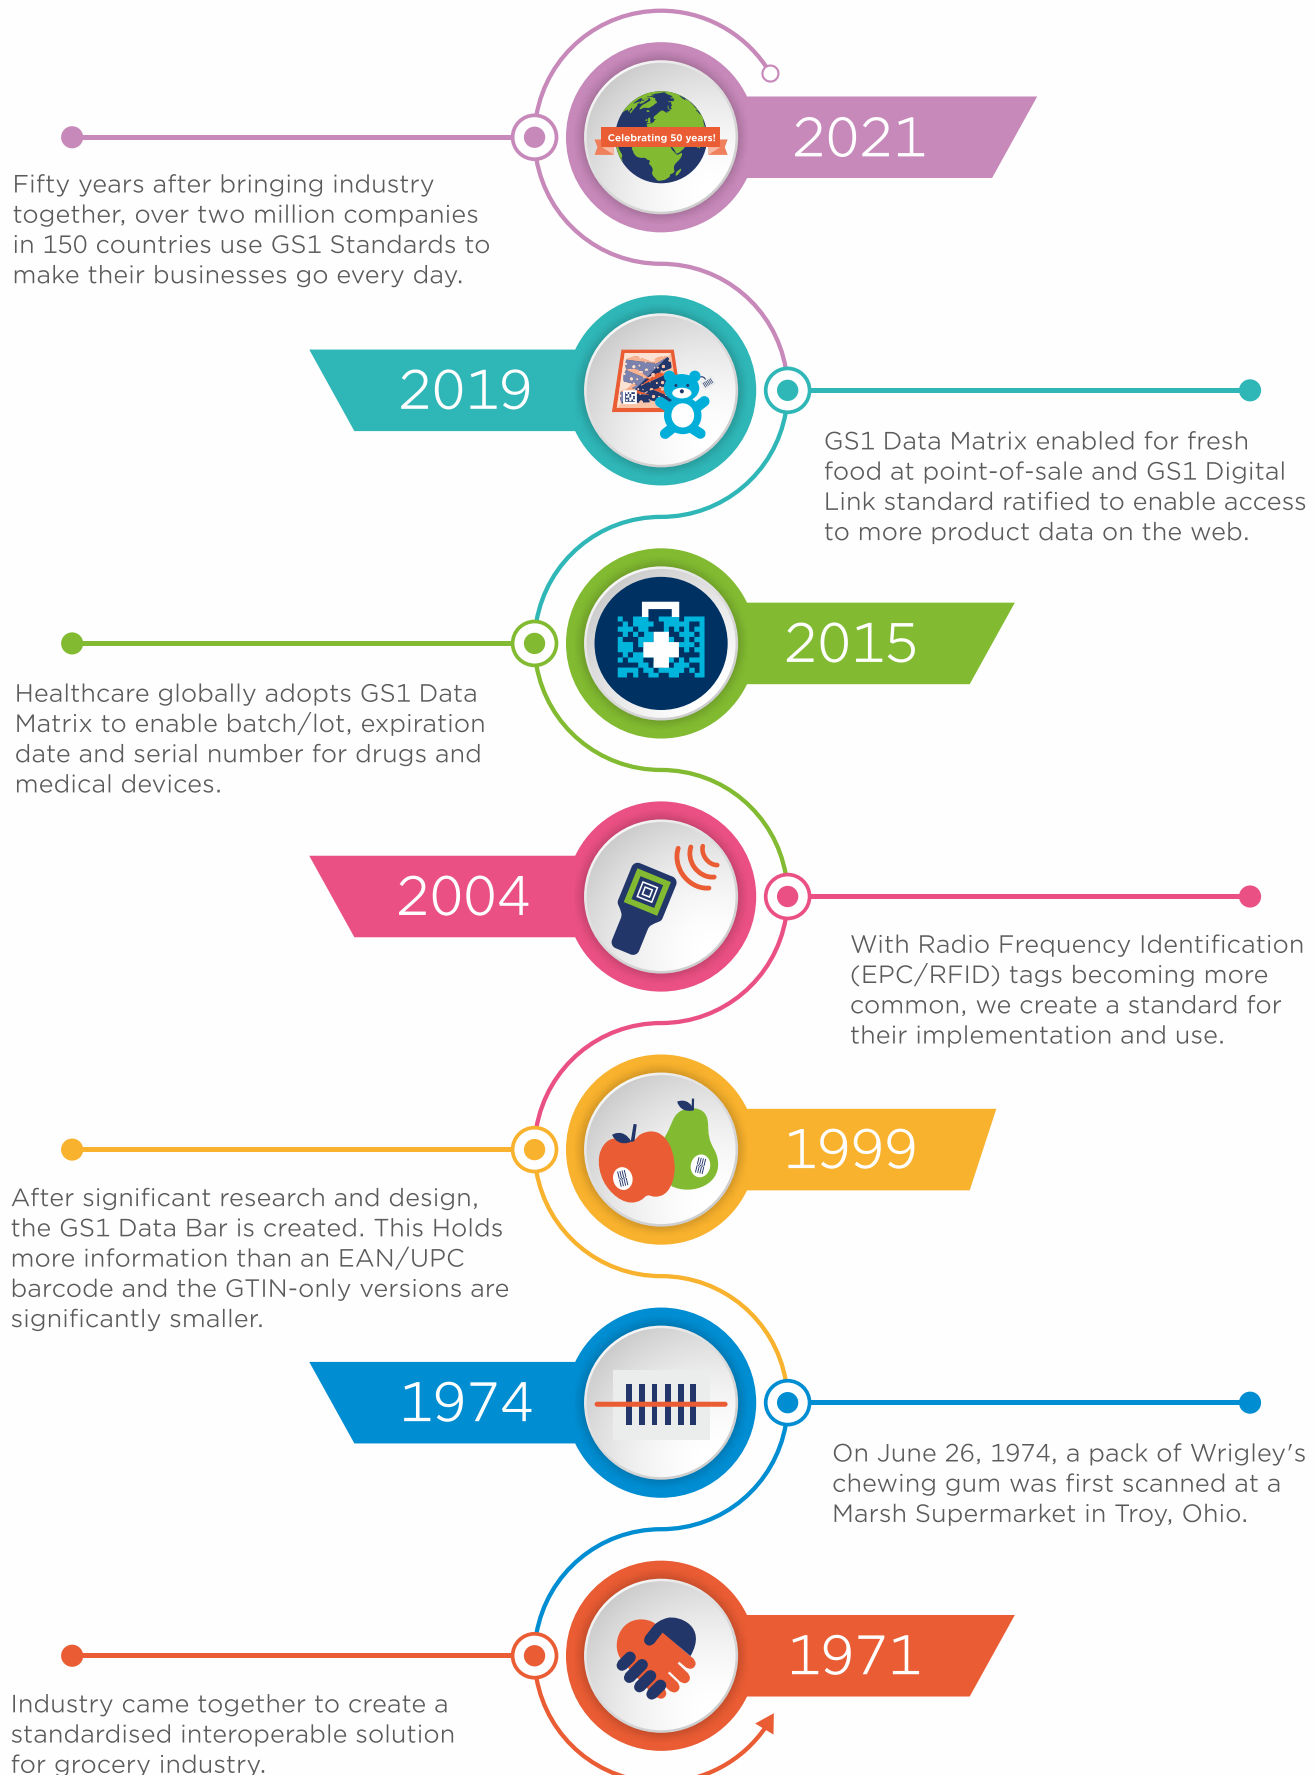 Celebrating 50 years!
2021
Fifty years after bringing industry
together, over two million companies
in 150 countries use GS1 Standards to
make their businesses go every day.
2019
GS1 Data Matrix enabled for fresh
food at point-of-sale and GS1 Digital
Link standard ratified to enable access
to more product data on the web.
2015
Healthcare globally adopts GS1 Data
Matrix to enable batch/lot, expiration
date and serial number for drugs and
medical devices.
2004
With Radio Frequency Identification
(EPC/RFID) tags becoming more
common, we create a standard for
their implementation and use.
1999
After significant research and design,
the GS1 Data Bar is created. This Holds
more information than an EAN/UPC
barcode and the GTIN-only versions are
significantly smaller.
1974
On June 26, 1974, a pack of Wrigley's
chewing gum was first scanned at a
Marsh Supermarket in Troy, Ohio.
1971
Industry came together to create a
standardised interoperable solution
for grocery industry.